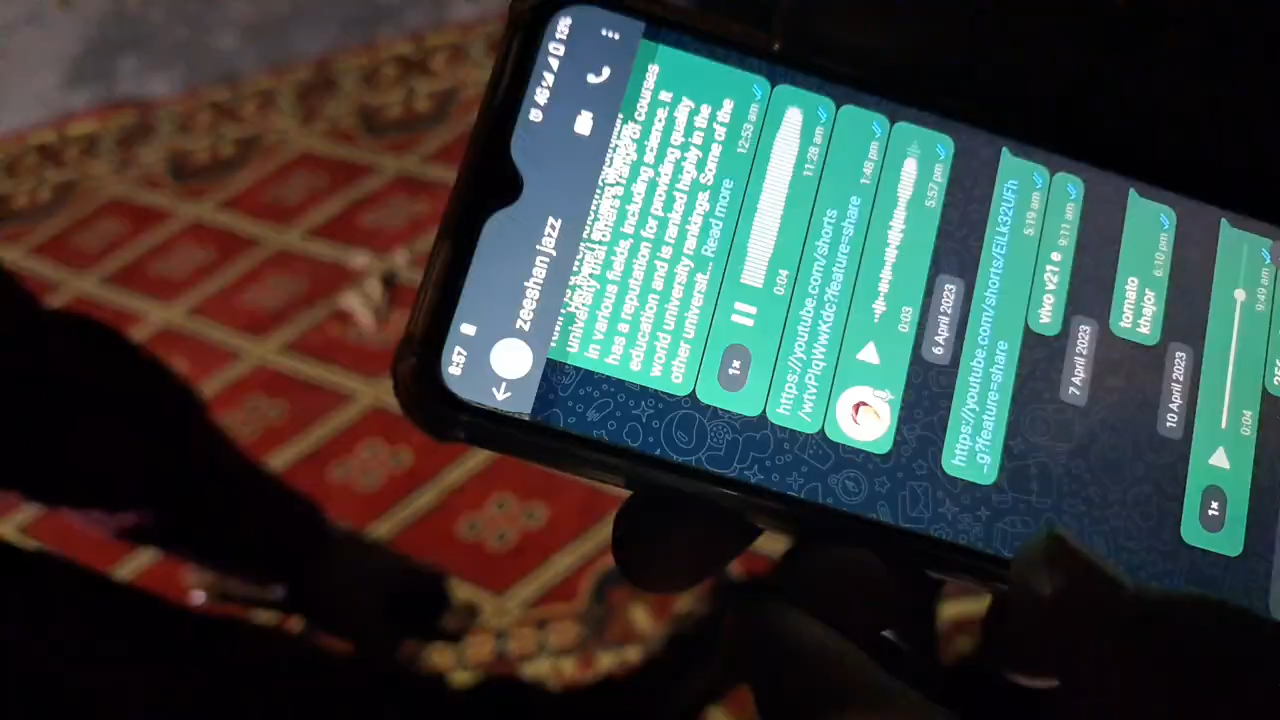 8:57 4G 13%
zeeshan jazz
university that offers a range of courses
in various fields, including science. It
has a reputation for providing quality
education and is ranked highly in the
world university rankings. Some of the
other universit... Read more
12:53 am
1x
0:04 11:28 am
https://youtube.com/shorts
/wtvPIqWwKdc?feature=share 1:48 pm
0:03 5:57 pm
6 April 2023
https://youtube.com/shorts/EiLk32UFh
_g?feature=share 5:19 am
vivo v21 e 9:11 am
7 April 2023
tomato
khajor 6:10 pm
10 April 2023
1x
0:04 9:49 am